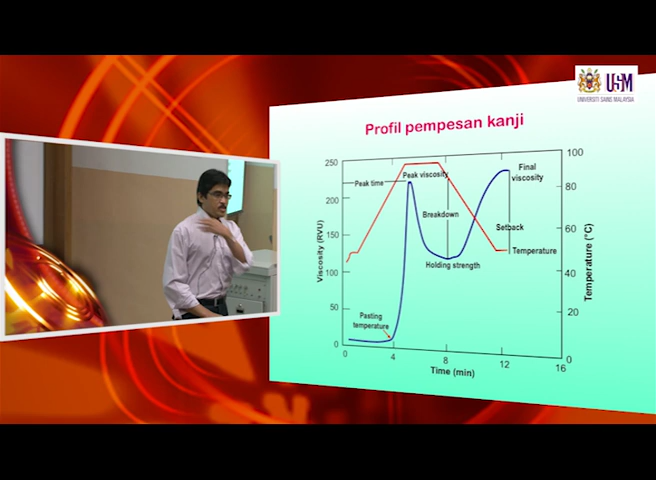 USM
UNIVERSITI SAINS MALAYSIA
Profil pempesan kanji
250
200
150
100
50
0
Viscosity (RVU)
Peak time
Peak viscosity
Final
viscosity
Breakdown
Setback
Temperature
Holding strength
Pasting
temperature
100
80
60
40
20
0
Temperature (°C)
0
4
8
12
16
Time (min)